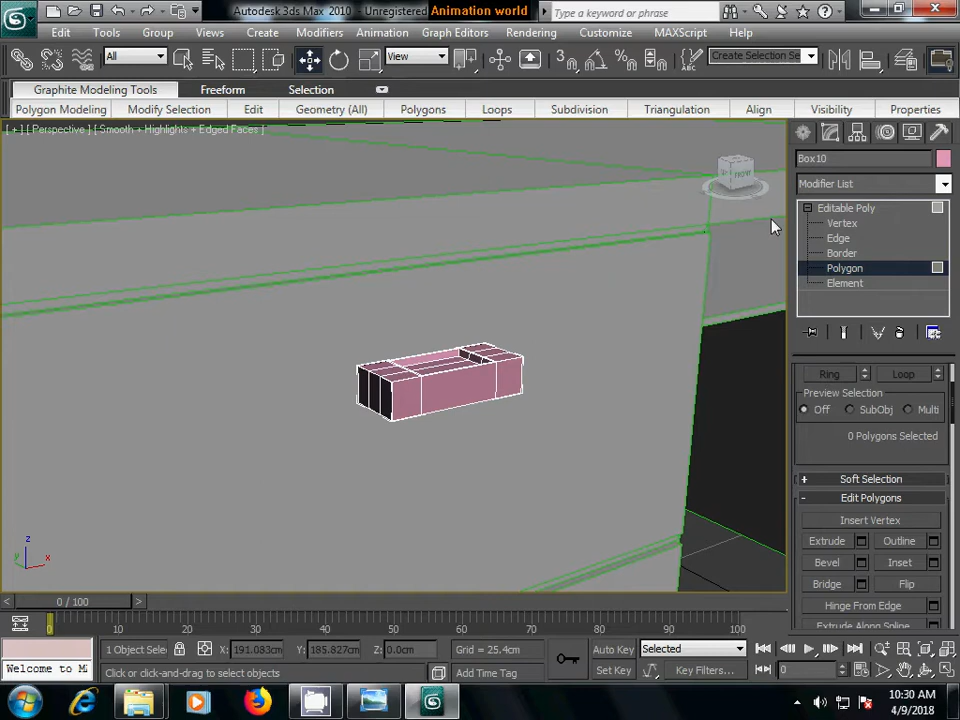 Autodesk 3ds Max 2010 - Unregistered Animation world
Type a keyword or phrase
Edit Tools Group Views Create Modifiers Animation Graph Editors Rendering Customize MAXScript Help
All View Create Selection Se
Graphite Modeling Tools Freeform Selection
Polygon Modeling Modify Selection Edit Geometry (All) Polygons Loops Subdivision Triangulation Align Visibility Properties
[ + ] [ Perspective ] [ Smooth + Highlights + Edged Faces ]
FRONT
Box10
Modifier List
Editable Poly
Vertex
Edge
Border
Polygon
Element
Ring Loop
Preview Selection
Off SubObj Multi
0 Polygons Selected
+ Soft Selection
- Edit Polygons
Insert Vertex
Extrude Outline
Bevel Inset
Bridge Flip
Hinge From Edge
Extrude Along Spline
z
y x
< 0 / 100 >
0 10 20 30 40 50 60 70 80 90 100
1 Object Sele X: 191.083cm Y: 185.827cm Z: 0.0cm Grid = 25.4cm Auto Key Selected
Welcome to M Click or click-and-drag to select objects Add Time Tag Set Key Key Filters... 0
10:30 AM
4/9/2018